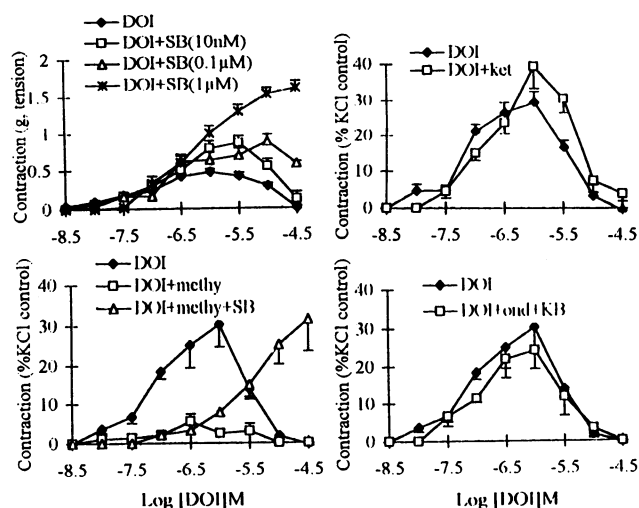 DOI
DOI+SB(10nM)
DOI+SB(0.1µM)
DOI+SB(1µM)
Contraction (g. tension)
2
1.5
1
0.5
0
-8.5 -7.5 -6.5 -5.5 -4.5
DOI
DOI+ket
Contraction (% KCl control)
40
30
20
10
0
-8.5 -7.5 -6.5 -5.5 -4.5
DOI
DOI+methy
DOI+methy+SB
Contraction (%KCl control)
40
30
20
10
0
-8.5 -7.5 -6.5 -5.5 -4.5
Log [DOI]M
DOI
DOI+ond+KB
Contraction (%KCl control)
40
30
20
10
0
-8.5 -7.5 -6.5 -5.5 -4.5
Log [DOI]M